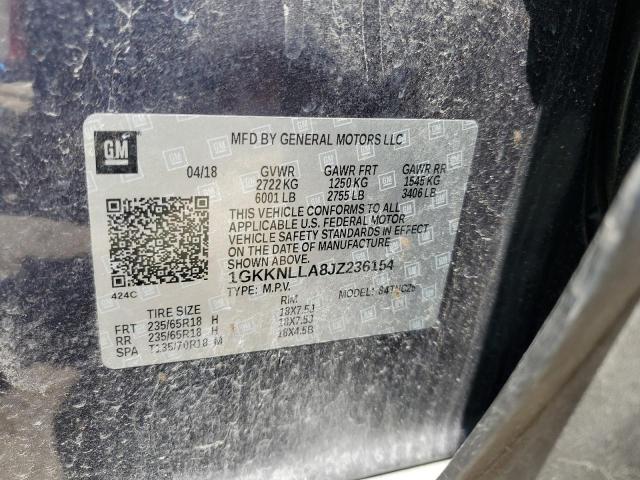 GM
MFD BY GENERAL MOTORS LLC
04/18 GVWR GAWR FRT GAWR RR
2722 KG 1250 KG 1545 KG
6001 LB 2755 LB 3406 LB
THIS VEHICLE CONFORMS TO ALL
APPLICABLE U.S. FEDERAL MOTOR
VEHICLE SAFETY STANDARDS IN EFFECT
ON THE DATE OF MANUFACTURE
1GKKNLLA8JZ236154
424C TYPE: M.P.V. MODEL:
TIRE SIZE RIM
FRT 235/65R18 H 18X7.5J
RR 235/65R18 H 18X7.5J
SPA T135/70R18 M 18X4.5B